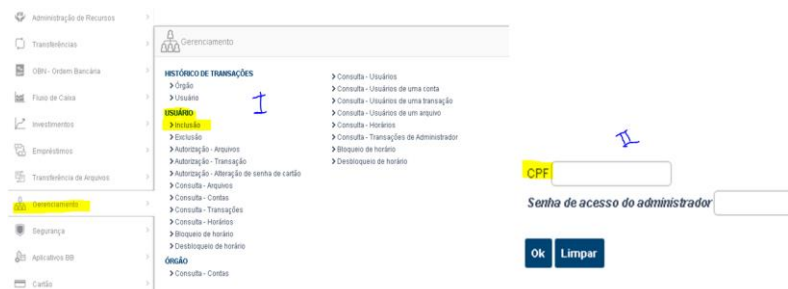 Administração de Recursos
Transferências
OBN - Ordem Bancária
Fluxo de Caixa
Investimentos
Empréstimos
Transferência de Arquivos
Gerenciamento
Segurança
Aplicativos BB
Cartão
Gerenciamento
HISTÓRICO DE TRANSAÇÕES
Órgão
Usuário
USUÁRIO
Inclusão
Exclusão
Autorização - Arquivos
Autorização - Transação
Autorização - Alteração de senha de cartão
Consulta - Arquivos
Consulta - Contas
Consulta - Transações
Consulta - Horários
Bloqueio de horário
Desbloqueio de horário
ÓRGÃO
Consulta - Contas
Consulta - Usuários
Consulta - Usuários de uma conta
Consulta - Usuários de uma transação
Consulta - Usuários de um arquivo
Consulta - Horários
Consulta - Transações de Administrador
Bloqueio de horário
Desbloqueio de horário
I
II
CPF
Senha de acesso do administrador
Ok Limpar